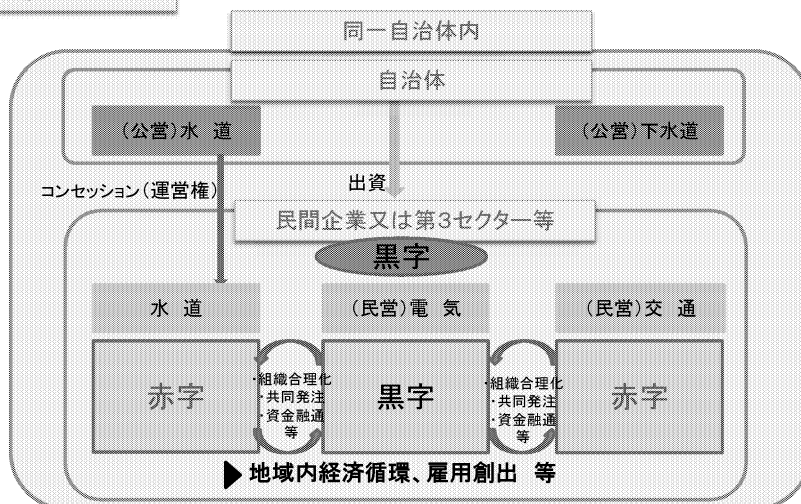 同一自治体内
自治体
(公営)水 道
(公営)下水道
コンセッション(運営権)
出資
民間企業又は第3セクター等
黒字
水 道
(民営)電 気
(民営)交 通
赤字
・組織合理化
・共同発注
・資金融通
等
黒字
・組織合理化
・共同発注
・資金融通
等
赤字
▶地域内経済循環、雇用創出 等